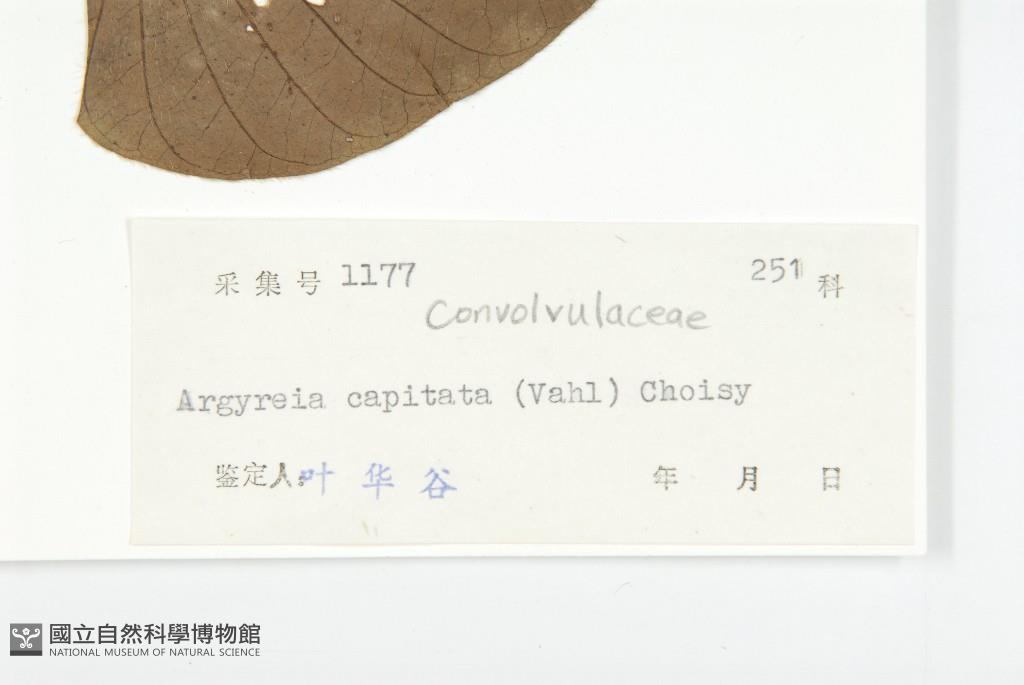 采集号 1177 251 科
Convolvulaceae
Argyreia capitata (Vahl) Choisy
鉴定人: 叶华谷 年 月 日
國立自然科學博物館
NATIONAL MUSEUM OF NATURAL SCIENCE